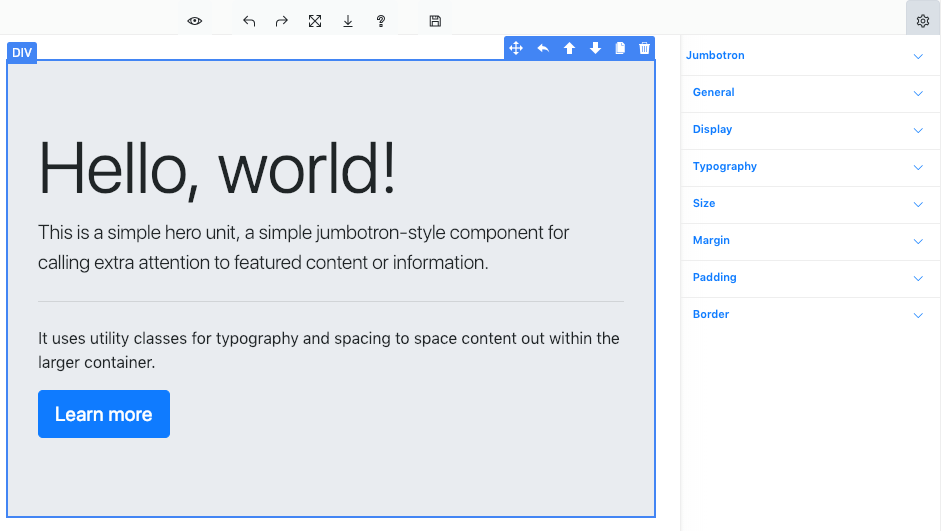 DIV
Hello, world!
This is a simple hero unit, a simple jumbotron-style component for
calling extra attention to featured content or information.
It uses utility classes for typography and spacing to space content out within the
larger container.
Learn more
Jumbotron
General
Display
Typography
Size
Margin
Padding
Border